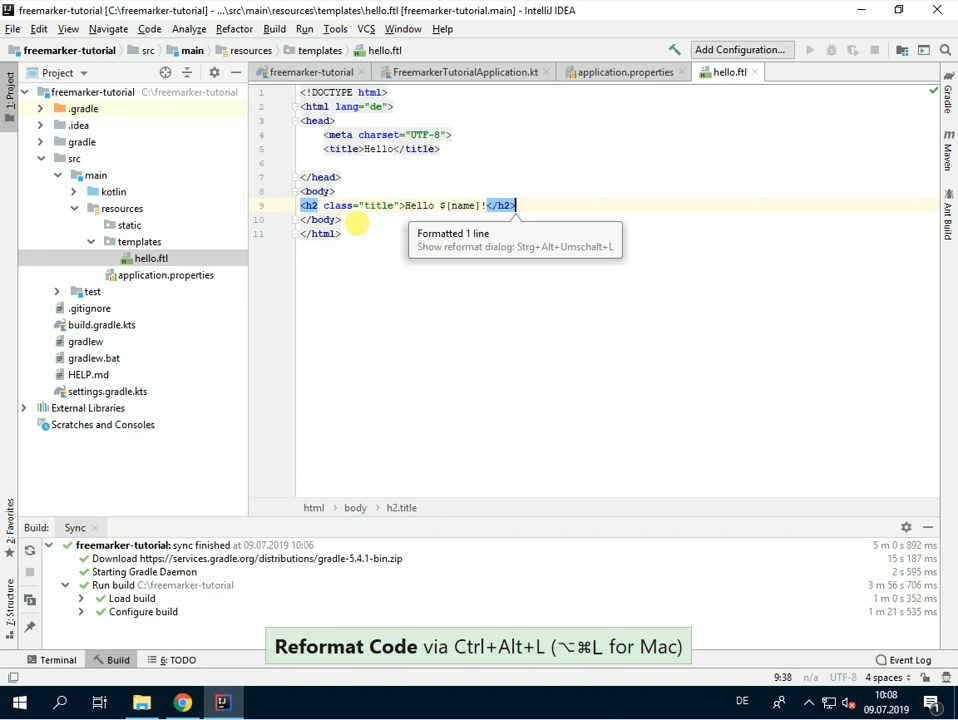 freemarker-tutorial [C:\freemarker-tutorial] - ...\src\main\resources\templates\hello.ftl [freemarker.main] - IntelliJ IDEA
File Edit View Navigate Code Analyze Refactor Build Run Tools VCS Window Help
freemarker-tutorial src main resources templates hello.ftl Add Configuration...
1: Project
Project
freemarker-tutorial FreemarkerTutorialApplication.kt application.properties hello.ftl
freemarker-tutorial C:\freemarker-tutorial
.gradle
.idea
gradle
src
main
kotlin
resources
static
templates
hello.ftl
application.properties
test
.gitignore
build.gradle.kts
gradlew
gradlew.bat
HELP.md
settings.gradle.kts
External Libraries
Scratches and Consoles
1 <!DOCTYPE html>
2 <html lang="de">
3 <head>
4 <meta charset="UTF-8">
5 <title>Hello</title>
6
7 </head>
8 <body>
9 <h2 class="title">Hello ${name}!</h2>
10 </body>
11 </html>
Formatted 1 line
Show reformat dialog: Strg+Alt+Umschalt+L
html body h2.title
Gradle
m Maven
Ant Build
2: Favorites
7: Structure
Build: Sync
freemarker-tutorial: sync finished at 09.07.2019 10:06 5 m 0 s 892 ms
Download https://services.gradle.org/distributions/gradle-5.4.1-bin.zip 15 s 187 ms
Starting Gradle Daemon 2 s 595 ms
Run build C:\freemarker-tutorial 3 m 56 s 706 ms
Load build 1 m 0 s 352 ms
Configure build 1 m 21 s 535 ms
Reformat Code via Ctrl+Alt+L (⌥⌘L for Mac)
Terminal Build 6: TODO Event Log
9:38 n/a UTF-8 4 spaces
DE 10:08
09.07.2019
1